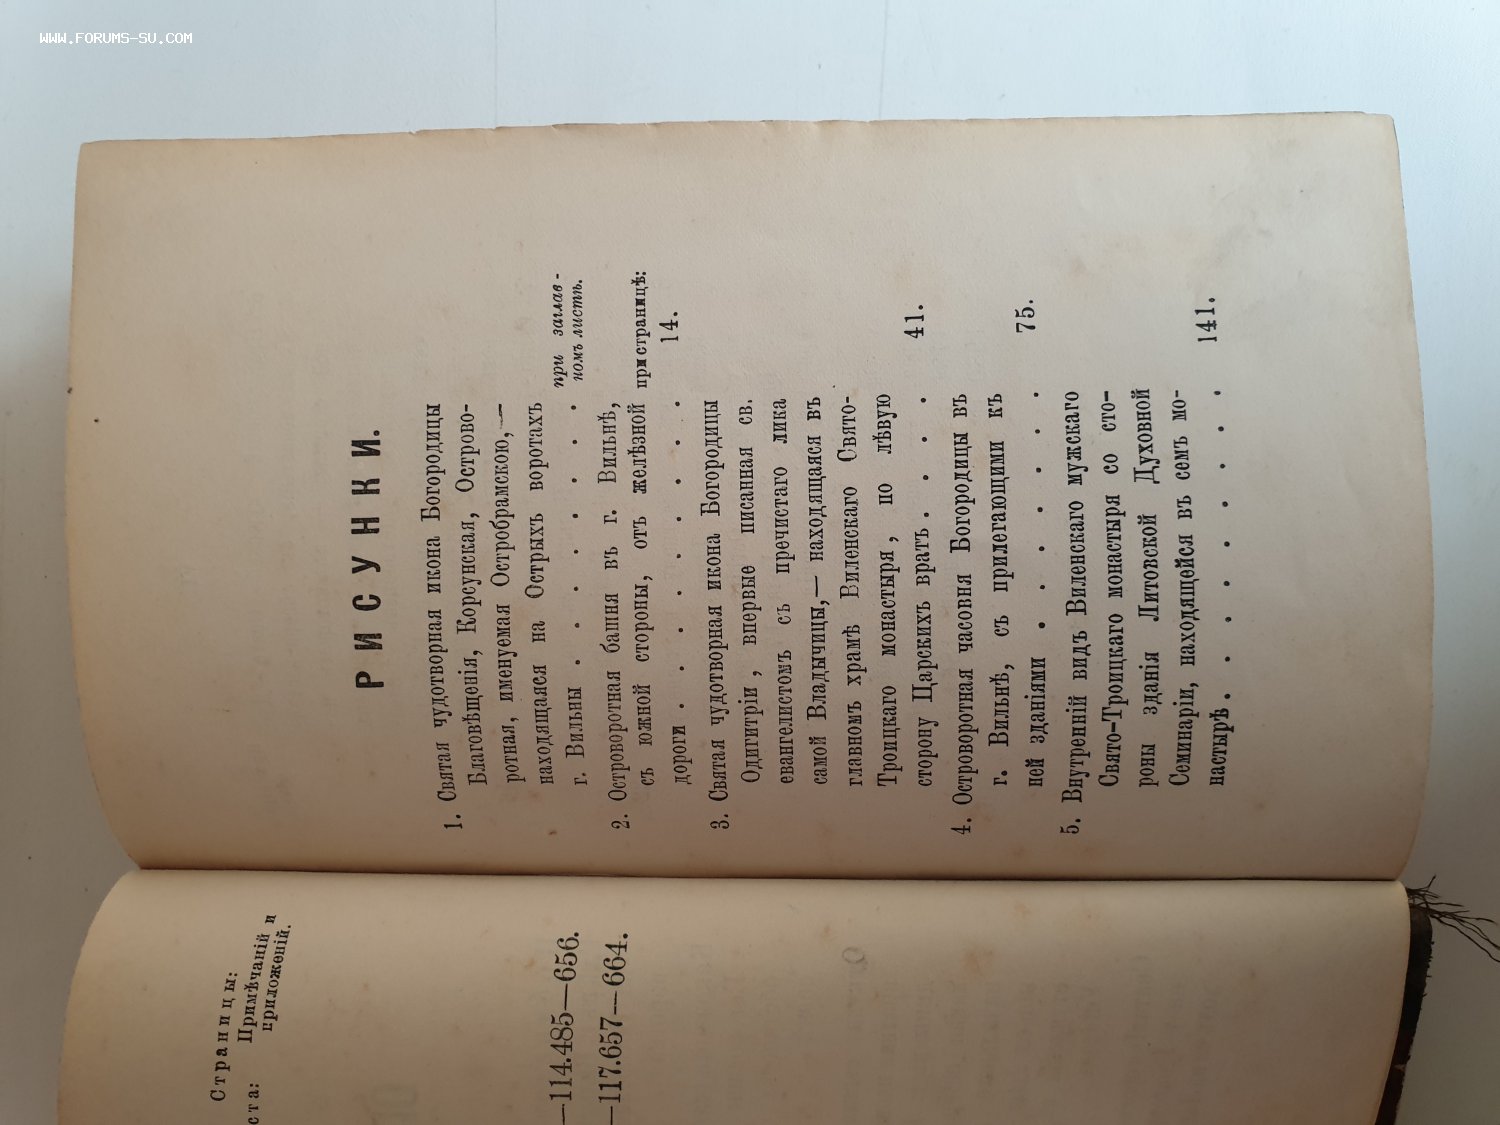 WWW.FORUMS-SU.COM
Страницы:
ста: Примѣчаній и
приложеній.
—114.485—656.
—117.657—664.
РИСУНКИ.
1. Святая чудотворная икона Богородицы
Благовѣщенія, Корсунская, Острово-
ротная, именуемая Остробрамскою,—
находящаяся на Острыхъ воротахъ при заглав-
г. Вильны . . . . . . . номъ листѣ.
2. Островоротная башня въ г. Вильнѣ,
съ южной стороны, отъ желѣзной при страницѣ:
дороги . . . . . . . . 14.
3. Святая чудотворная икона Богородицы
Одигитріи, впервые писанная св.
евангелистомъ съ пречистаго лика
самой Владычицы,— находящаяся въ
главномъ храмѣ Виленскаго Свято-
Троицкаго монастыря, по лѣвую
сторону Царскихъ вратъ . . . . 41.
4. Островоротная часовня Богородицы въ
г. Вильнѣ, съ прилегающими къ
ней зданіями . . . . . . 75.
5. Внутренній видъ Виленскаго мужскаго
Свято-Троицкаго монастыря со сто-
роны зданія Литовской Духовной
Семинаріи, находящейся въ семъ мо-
настырѣ . . . . . . . . 141.